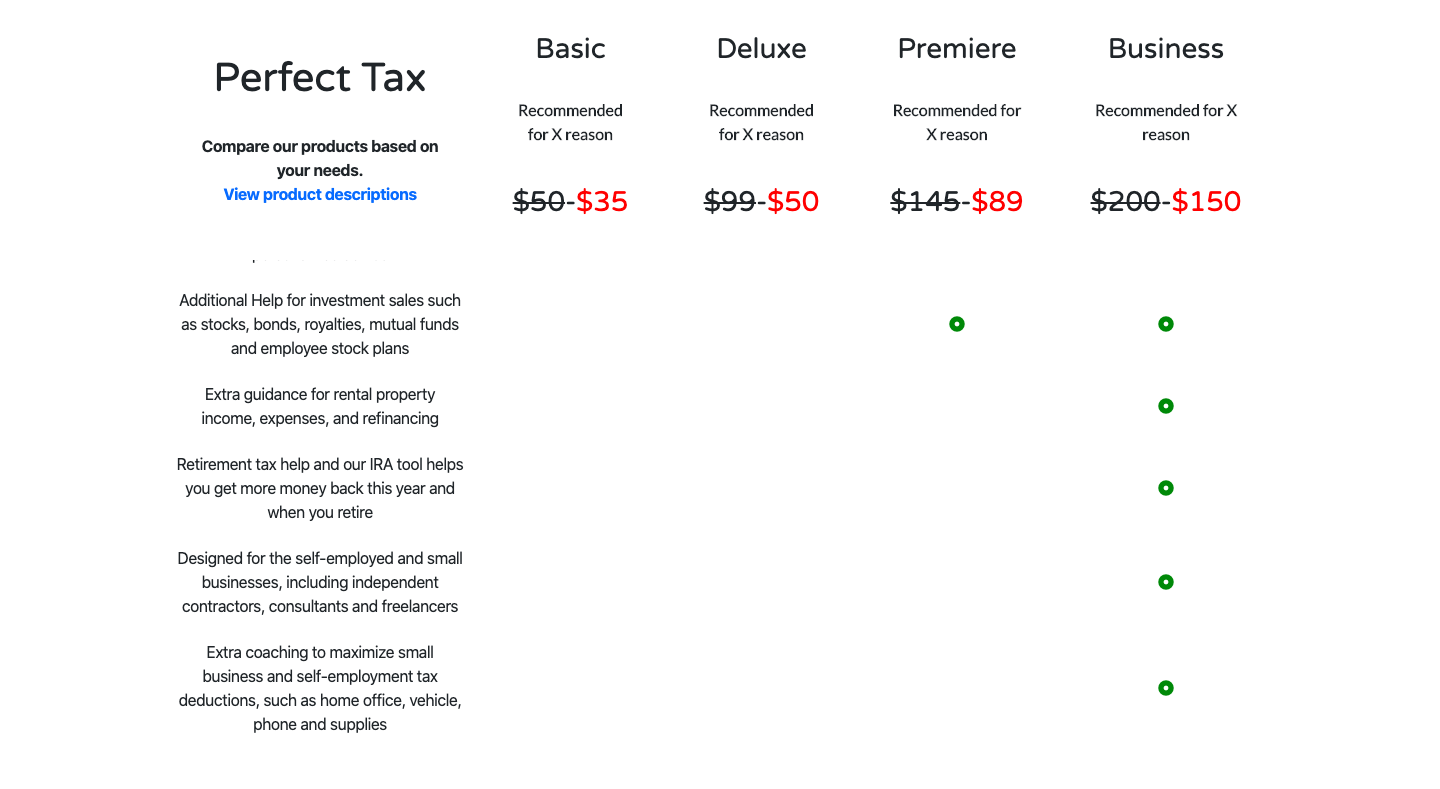 Perfect Tax
Compare our products based on
your needs.
View product descriptions
Basic
Recommended
for X reason
$50-$35
Deluxe
Recommended
for X reason
$99-$50
Premiere
Recommended for
X reason
$145-$89
Business
Recommended for X
reason
$200-$150
Additional Help for investment sales such
as stocks, bonds, royalties, mutual funds
and employee stock plans
Extra guidance for rental property
income, expenses, and refinancing
Retirement tax help and our IRA tool helps
you get more money back this year and
when you retire
Designed for the self-employed and small
businesses, including independent
contractors, consultants and freelancers
Extra coaching to maximize small
business and self-employment tax
deductions, such as home office, vehicle,
phone and supplies